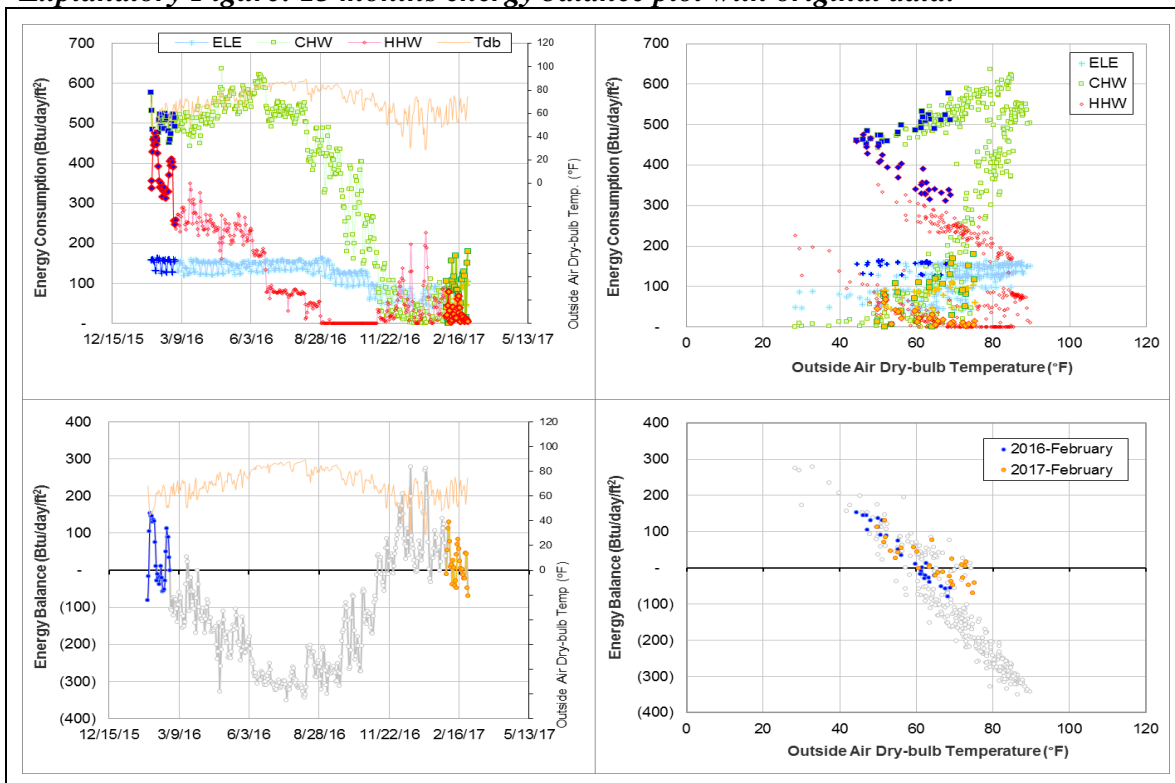 Explanatory Figure: 13 months energy balance plot with original data.
ELE CHW HHW Tdb
700
600
500
400
300
200
100
-
Energy Consumption (Btu/day/ft²)
120
100
80
60
40
20
0
Outside Air Dry-bulb Temp. (°F)
12/15/15 3/9/16 6/3/16 8/28/16 11/22/16 2/16/17 5/13/17
ELE
CHW
HHW
700
600
500
400
300
200
100
-
Energy Consumption (Btu/day/ft²)
0 20 40 60 80 100 120
Outside Air Dry-bulb Temperature (°F)
400
300
200
100
-
(100)
(200)
(300)
(400)
Energy Balance (Btu/day/ft²)
120
100
80
60
40
20
0
Outside Air Dry-bulb Temp (°F)
12/15/15 3/9/16 6/3/16 8/28/16 11/22/16 2/16/17 5/13/17
2016-February
2017-February
400
300
200
100
-
(100)
(200)
(300)
(400)
Energy Balance (Btu/day/ft²)
0 20 40 60 80 100 120
Outside Air Dry-bulb Temperature (°F)